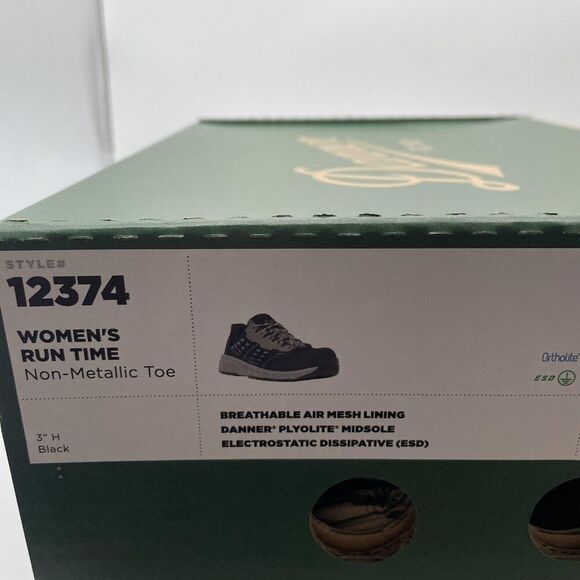 Danner
STYLE#
12374
WOMEN'S
RUN TIME
Non-Metallic Toe
3" H
Black
BREATHABLE AIR MESH LINING
DANNER® PLYOLITE® MIDSOLE
ELECTROSTATIC DISSIPATIVE (ESD)
Ortholite
ESD